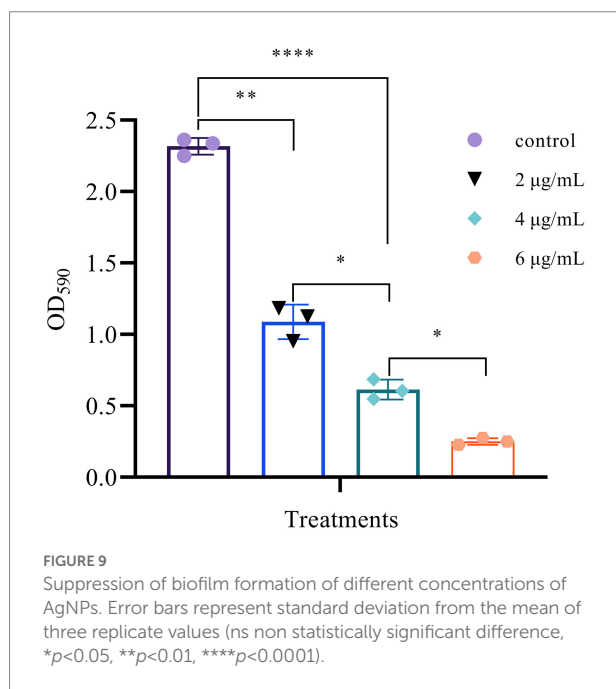 ****
**
2.5
control
2 μg/mL
2.0
4 μg/mL
6 μg/mL
1.5
*
OD590
1.0
*
0.5
0.0
Treatments
FIGURE 9
Suppression of biofilm formation of different concentrations of
AgNPs. Error bars represent standard deviation from the mean of
three replicate values (ns non statistically significant difference,
*p<0.05, **p<0.01, ****p<0.0001).